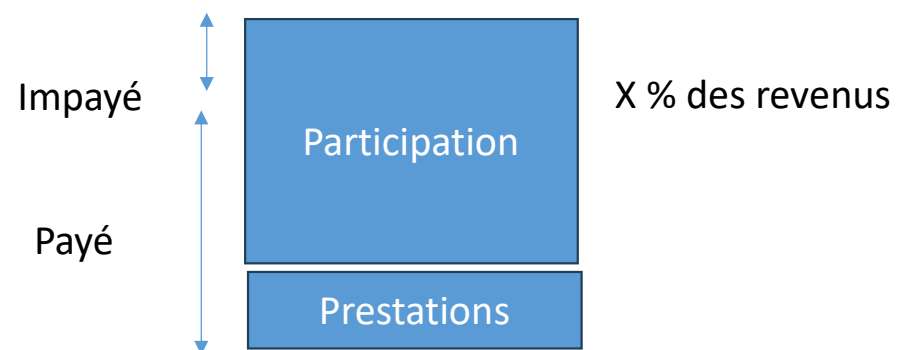 Impayé
X % des revenus
Participation
Payé
Prestations